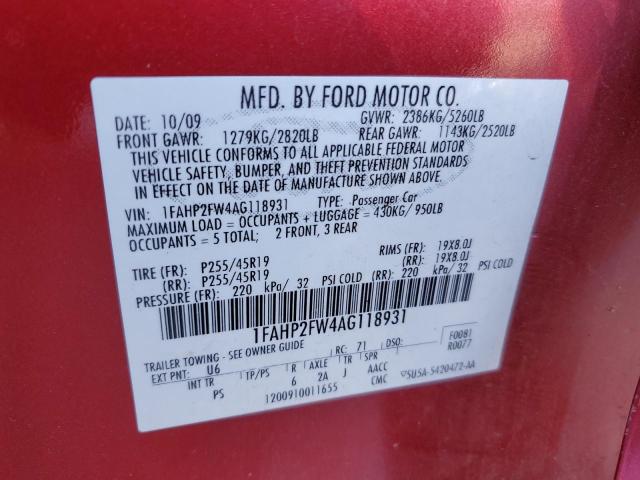 MFD. BY FORD MOTOR CO.
DATE: 10/09 GVWR: 2386KG/5260LB
FRONT GAWR: 1279KG/2820LB REAR GAWR: 1143KG/2520LB
THIS VEHICLE CONFORMS TO ALL APPLICABLE FEDERAL MOTOR
VEHICLE SAFETY, BUMPER, AND THEFT PREVENTION STANDARDS
IN EFFECT ON THE DATE OF MANUFACTURE SHOWN ABOVE.
VIN: 1FAHP2FW4AG118931 TYPE: Passenger Car
MAXIMUM LOAD = OCCUPANTS + LUGGAGE = 430KG/950LB
OCCUPANTS = 5 TOTAL; 2 FRONT, 3 REAR
TIRE (FR): P255/45R19 RIMS (FR): 19X8.0J
(RR): P255/45R19 (RR): 19X8.0J
PRESSURE (FR): 220 kPa/ 32 PSI COLD (RR): 220 kPa/ 32 PSI COLD
1FAHP2FW4AG118931
TRAILER TOWING - SEE OWNER GUIDE F0081
EXT PNT: U6 RC: 71 DSO: R0077
INT TR TP/PS R AXLE TR SPR
PS 6 2A J AACC
CMC
1200910011655 5U5A-5420472-AA